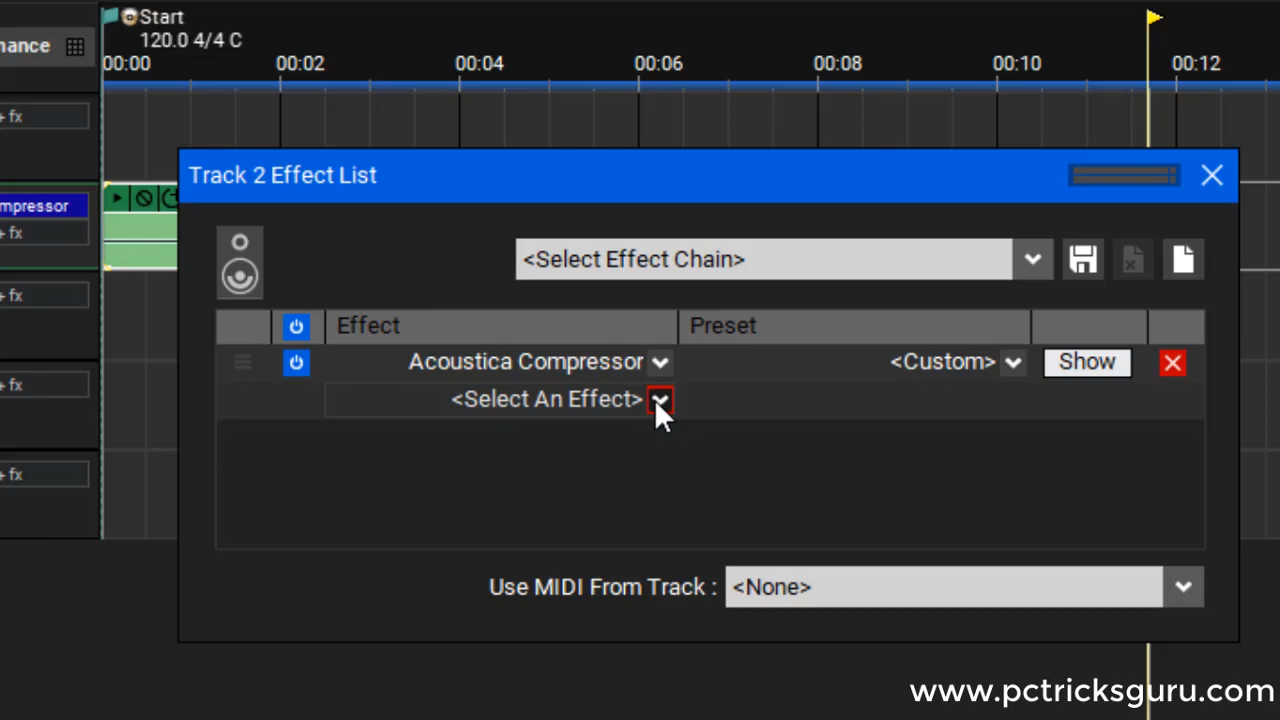 Start
120.0 4/4 C
nance
00:00 00:02 00:04 00:06 00:08 00:10 00:12
+ fx
Track 2 Effect List
mpressor
+ fx
<Select Effect Chain>
+ fx
Effect Preset
Acoustica Compressor <Custom> Show
+ fx
<Select An Effect>
+ fx
Use MIDI From Track : <None>
www.pctricksguru.com